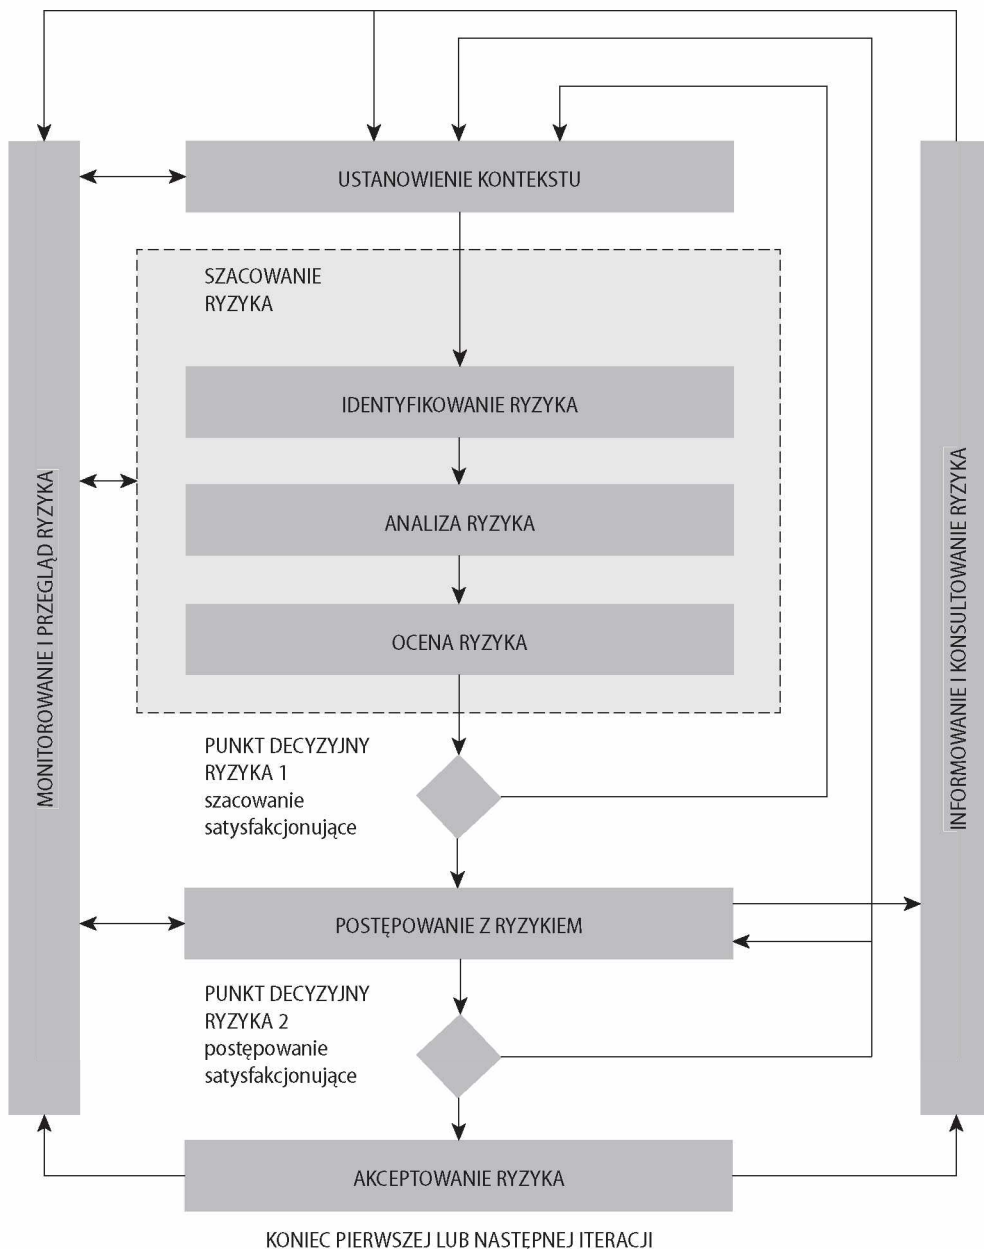 USTANOWIENIE KONTEKSTU
SZACOWANIE
RYZYKA
IDENTYFIKOWANIE RYZYKA
ANALIZA RYZYKA
OCENA RYZYKA
MONITOROWANIE I PRZEGLĄD RYZYKA
INFORMOWANIE I KONSULTOWANIE RYZYKA
PUNKT DECYZYJNY
RYZYKA 1
szacowanie
satysfakcjonujące
POSTĘPOWANIE Z RYZYKIEM
PUNKT DECYZYJNY
RYZYKA 2
postępowanie
satysfakcjonujące
AKCEPTOWANIE RYZYKA
KONIEC PIERWSZEJ LUB NASTĘPNEJ ITERACJI